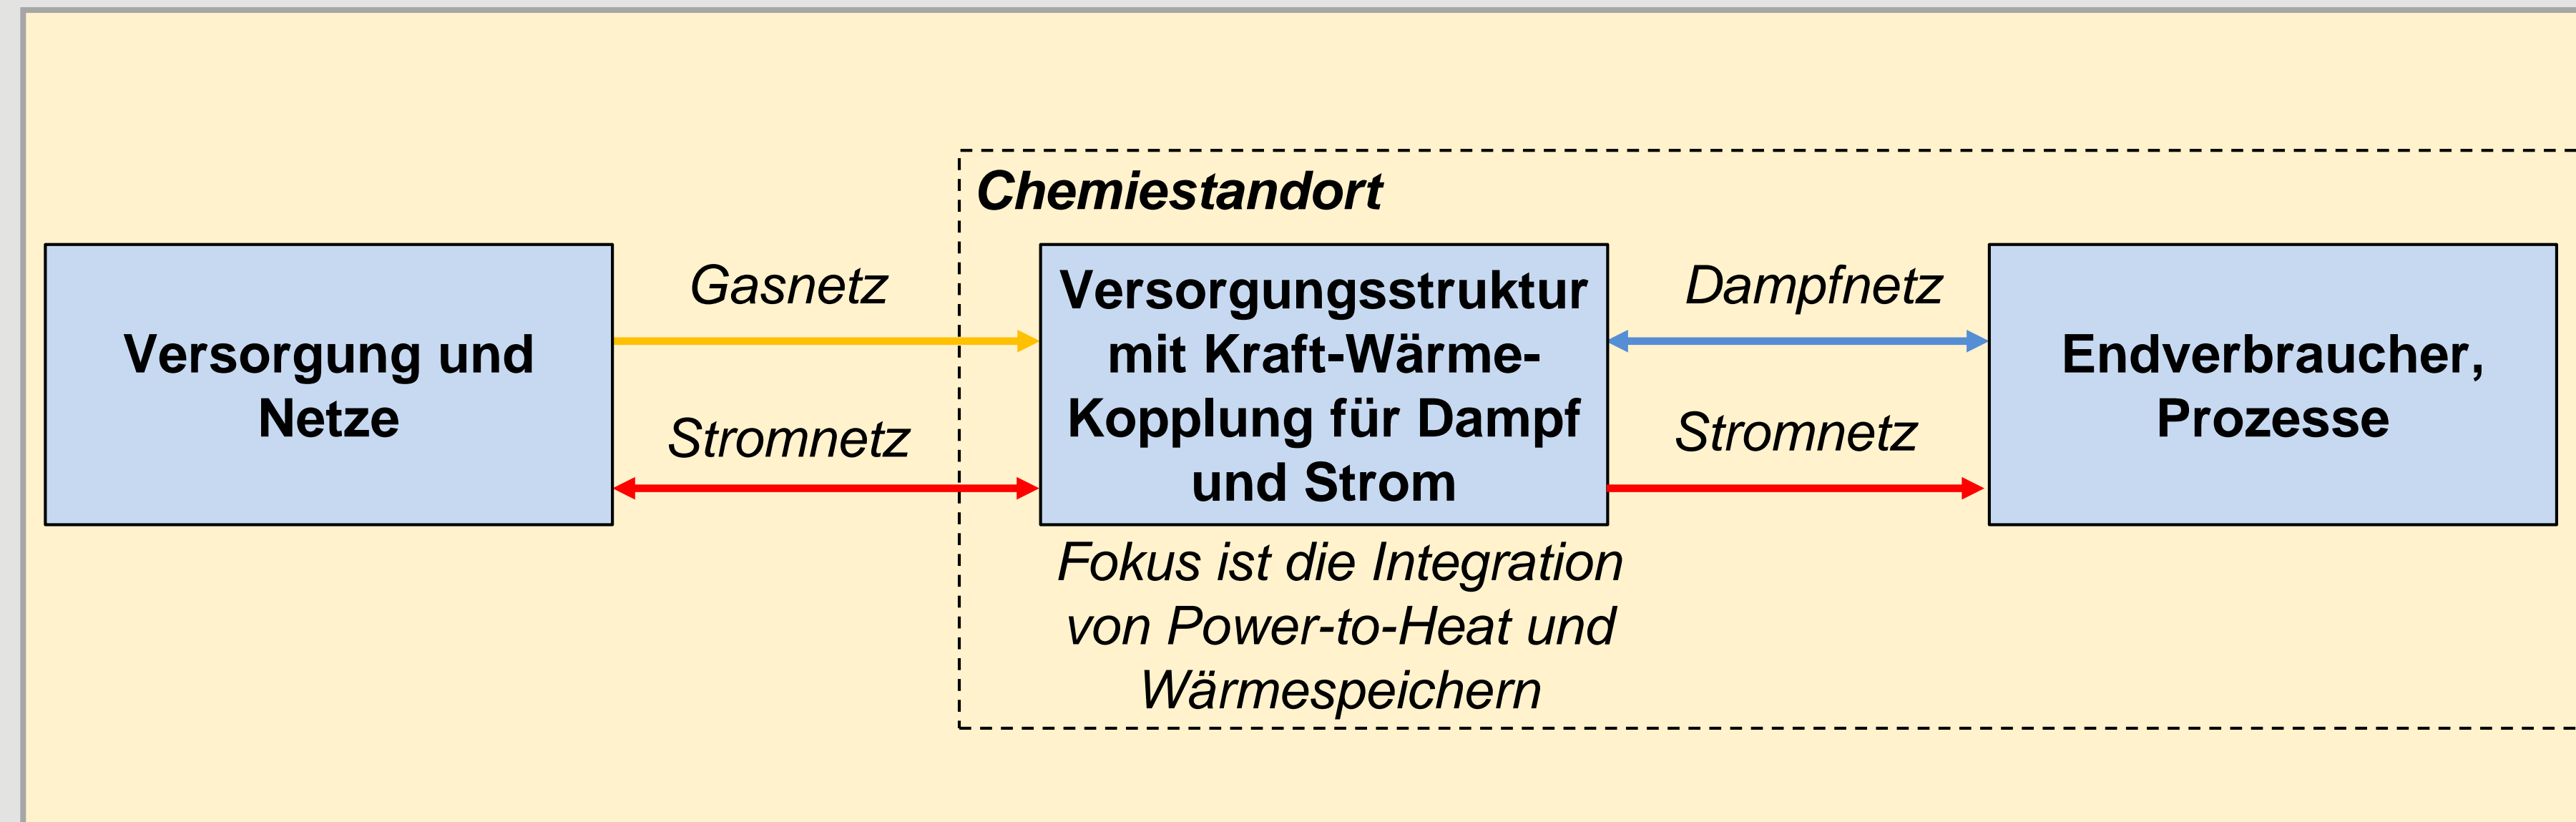 Chemiestandort
Versorgung und
Netze
Gasnetz
Stromnetz
Versorgungsstruktur
mit Kraft-Wärme-
Kopplung für Dampf
und Strom
Dampfnetz
Stromnetz
Endverbraucher,
Prozesse
Fokus ist die Integration
von Power-to-Heat und
Wärmespeichern